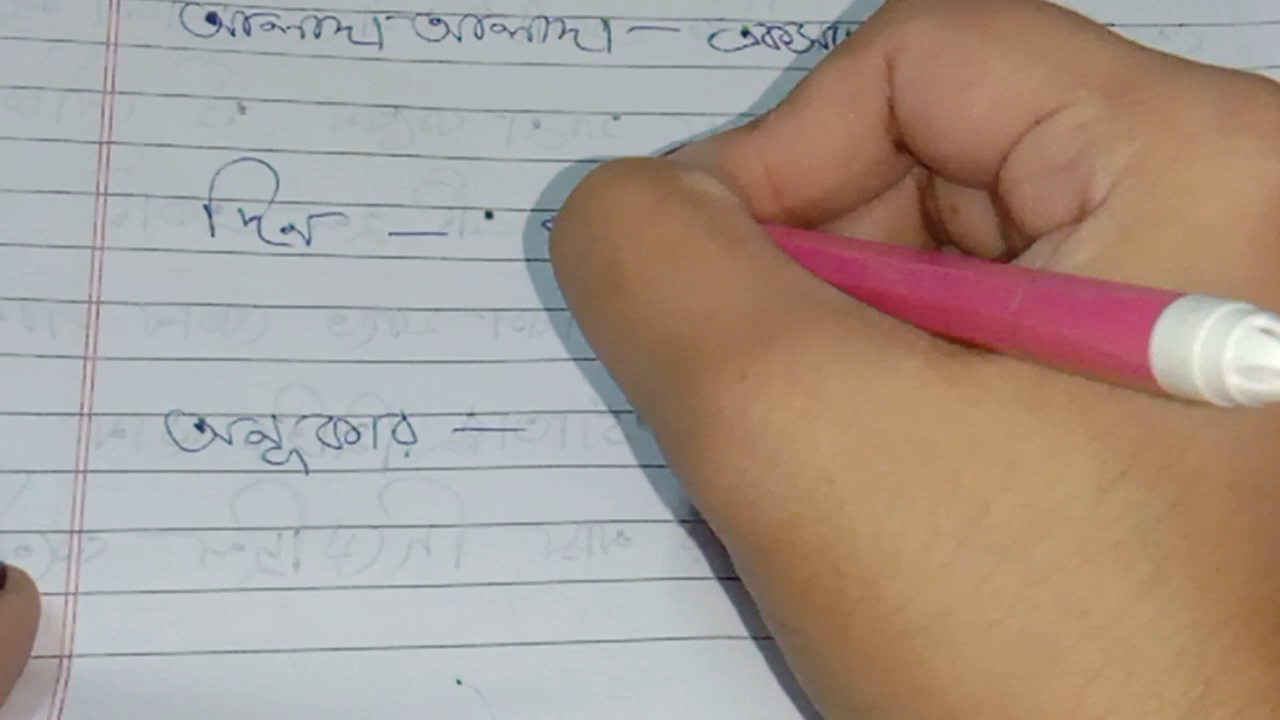 আলাদা আলাদা —
দিন —
অন্ধকার —